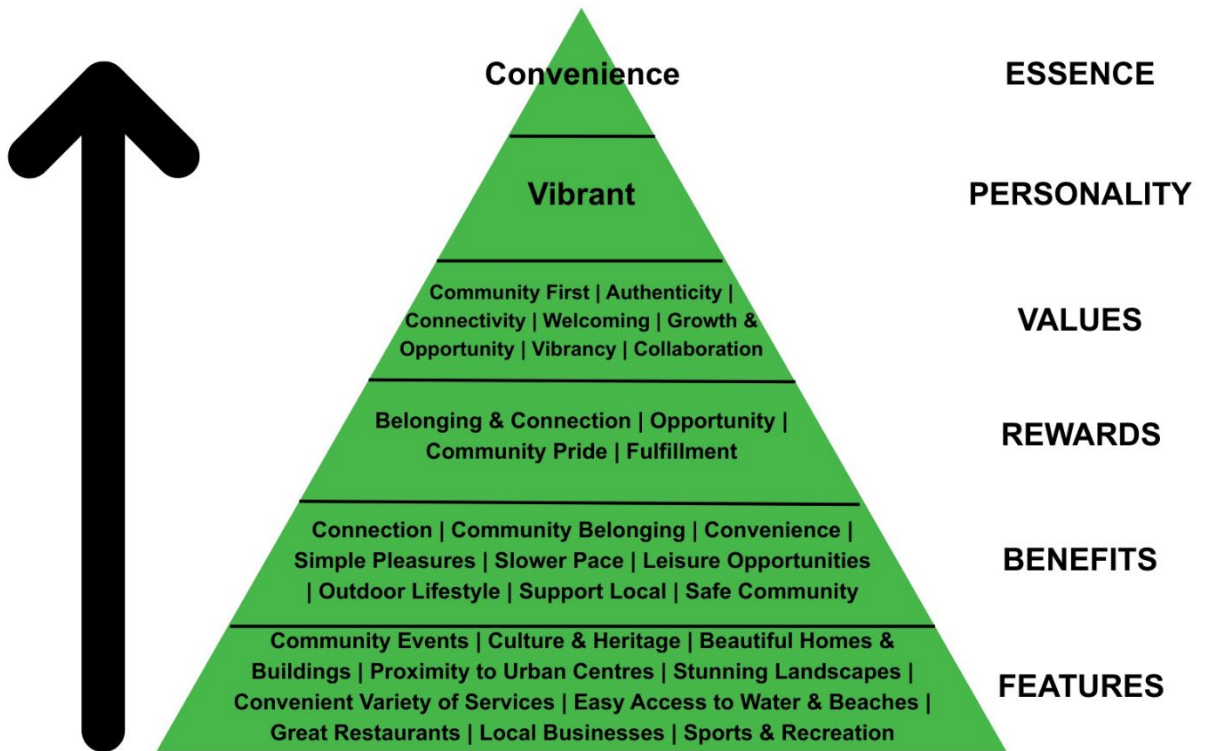 Convenience
ESSENCE
Vibrant
PERSONALITY
Community First | Authenticity |
Connectivity | Welcoming | Growth &
Opportunity | Vibrancy | Collaboration
VALUES
Belonging & Connection | Opportunity |
Community Pride | Fulfillment
REWARDS
Connection | Community Belonging | Convenience |
Simple Pleasures | Slower Pace | Leisure Opportunities
| Outdoor Lifestyle | Support Local | Safe Community
BENEFITS
Community Events | Culture & Heritage | Beautiful Homes &
Buildings | Proximity to Urban Centres | Stunning Landscapes |
Convenient Variety of Services | Easy Access to Water & Beaches |
Great Restaurants | Local Businesses | Sports & Recreation
FEATURES